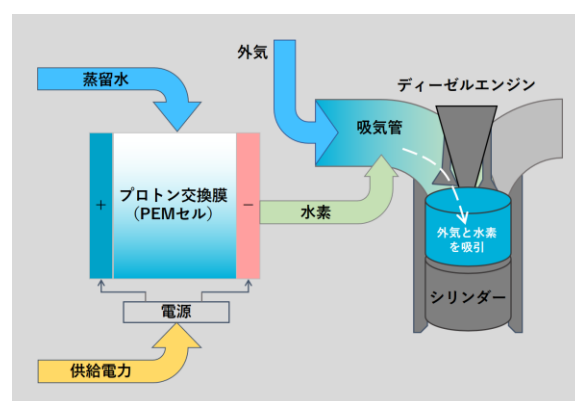 外気
ディーゼルエンジン
蒸留水
吸気管
+
プロトン交換膜
(PEMセル)
−
水素
外気と水素
を吸引
シリンダー
電源
供給電力